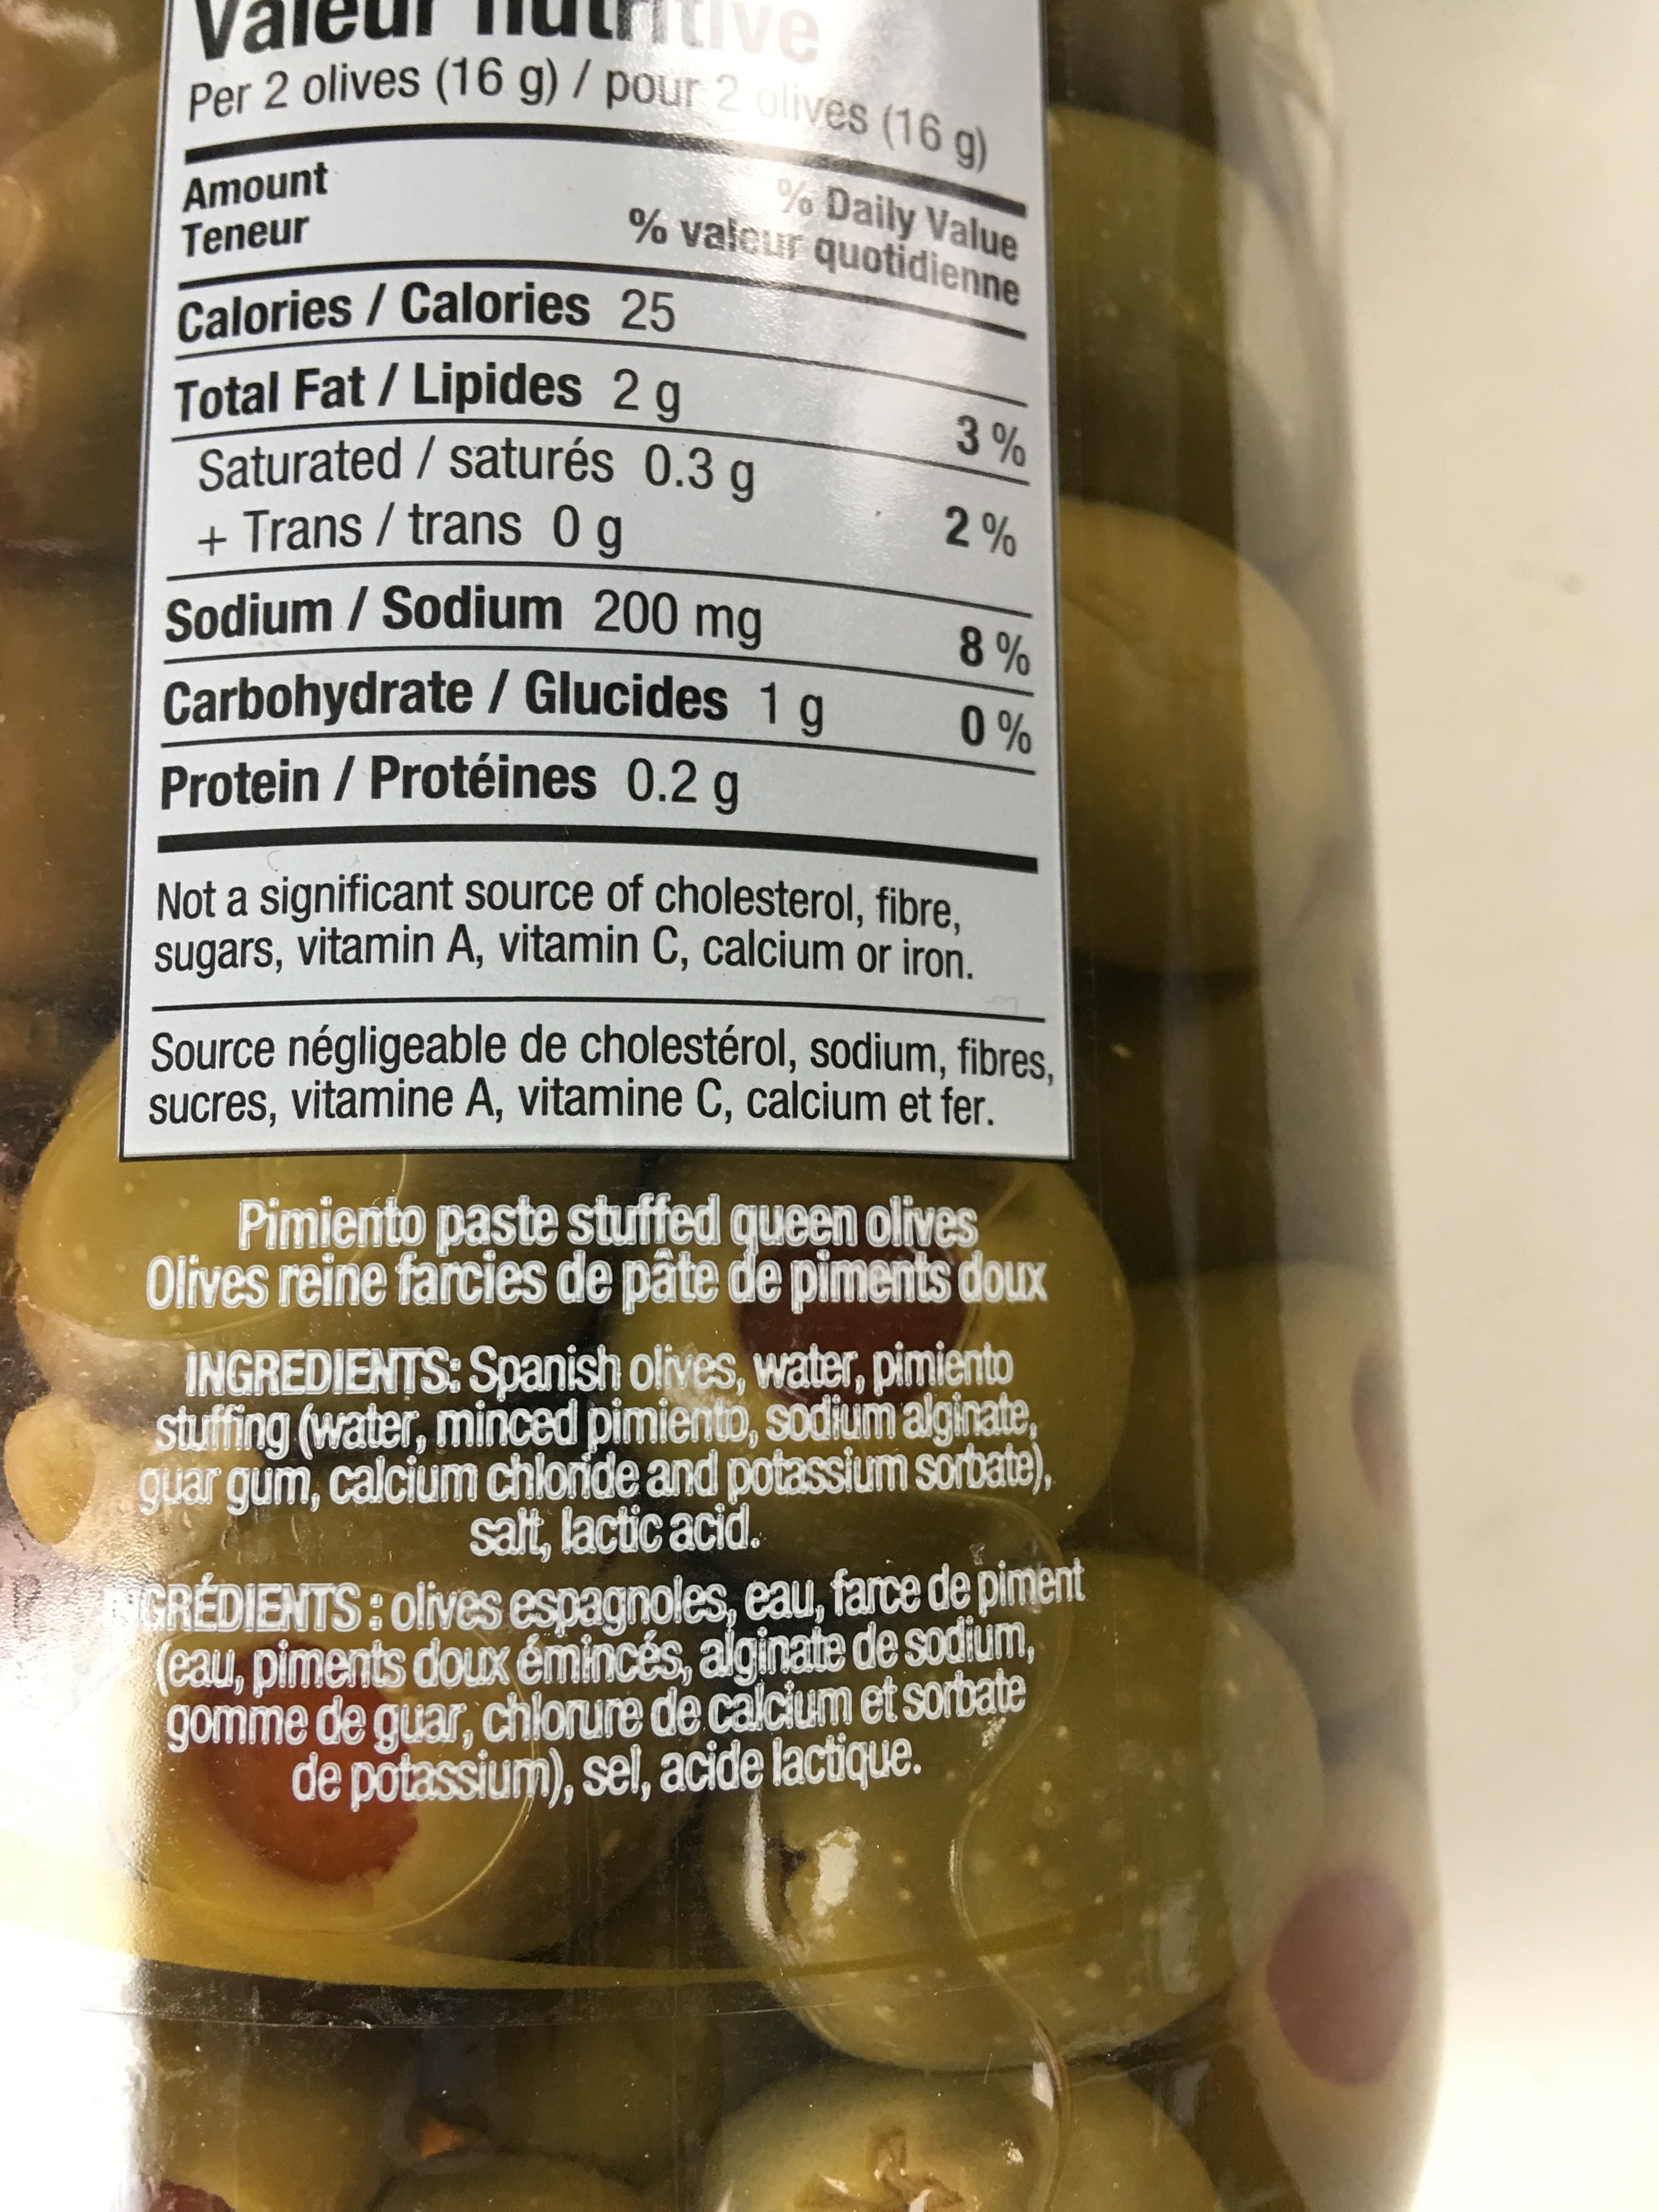 Valeur nutritive
Per 2 olives (16 g) / pour 2 olives (16 g)
Amount
Teneur
% Daily Value
% valeur quotidienne
Calories / Calories 25
Total Fat / Lipides 2 g 3 %
Saturated / saturés 0.3 g
+ Trans / trans 0 g 2 %
Sodium / Sodium 200 mg 8 %
Carbohydrate / Glucides 1 g 0 %
Protein / Protéines 0.2 g
Not a significant source of cholesterol, fibre,
sugars, vitamin A, vitamin C, calcium or iron.
Source négligeable de cholestérol, sodium, fibres,
sucres, vitamine A, vitamine C, calcium et fer.
Pimiento paste stuffed queen olives
Olives reine farcies de pâte de piments doux
INGREDIENTS: Spanish olives, water, pimiento
stuffing (water, minced pimiento, sodium alginate,
guar gum, calcium chloride and potassium sorbate),
salt, lactic acid.
INGRÉDIENTS : olives espagnoles, eau, farce de piment
(eau, piments doux émincés, alginate de sodium,
gomme de guar, chlorure de calcium et sorbate
de potassium), sel, acide lactique.